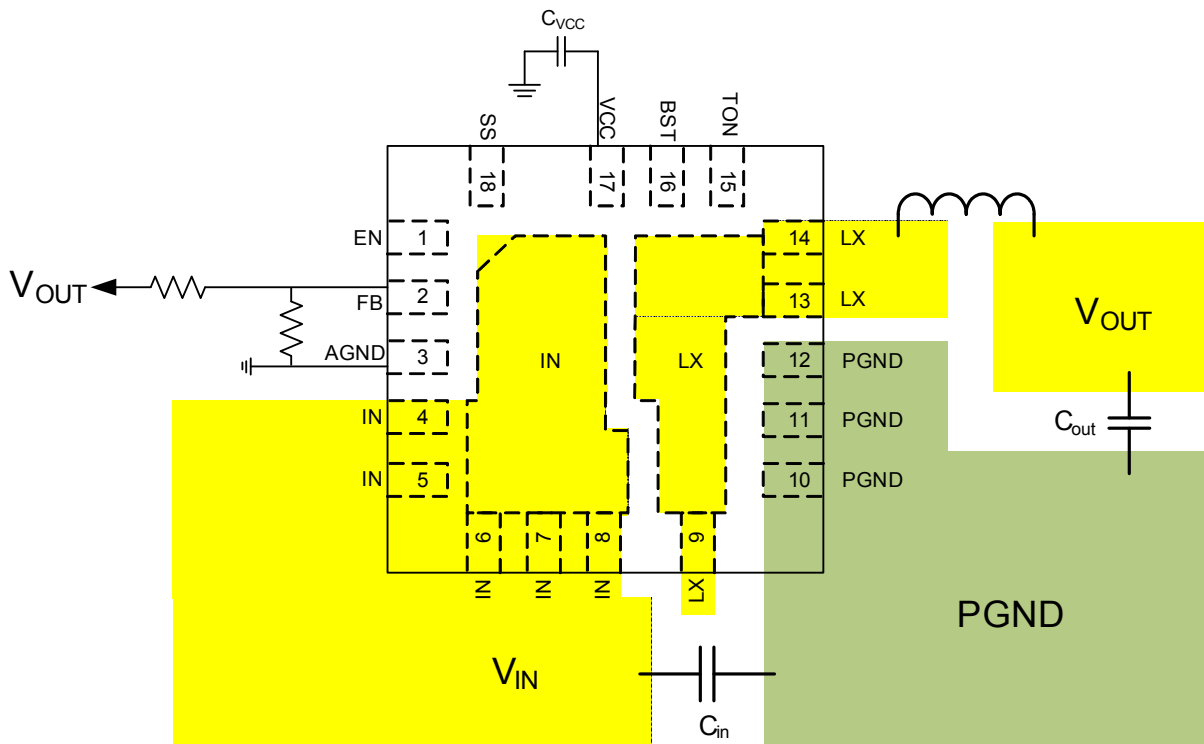 CVCC
SS
VCC
BST
TON
18
17
16
15
EN
1
14
LX
VOUT
FB
2
13
LX
VOUT
AGND
3
IN
LX
12
PGND
IN
4
11
PGND
Cout
IN
5
10
PGND
6
7
8
9
IN
IN
IN
LX
PGND
VIN
Cin